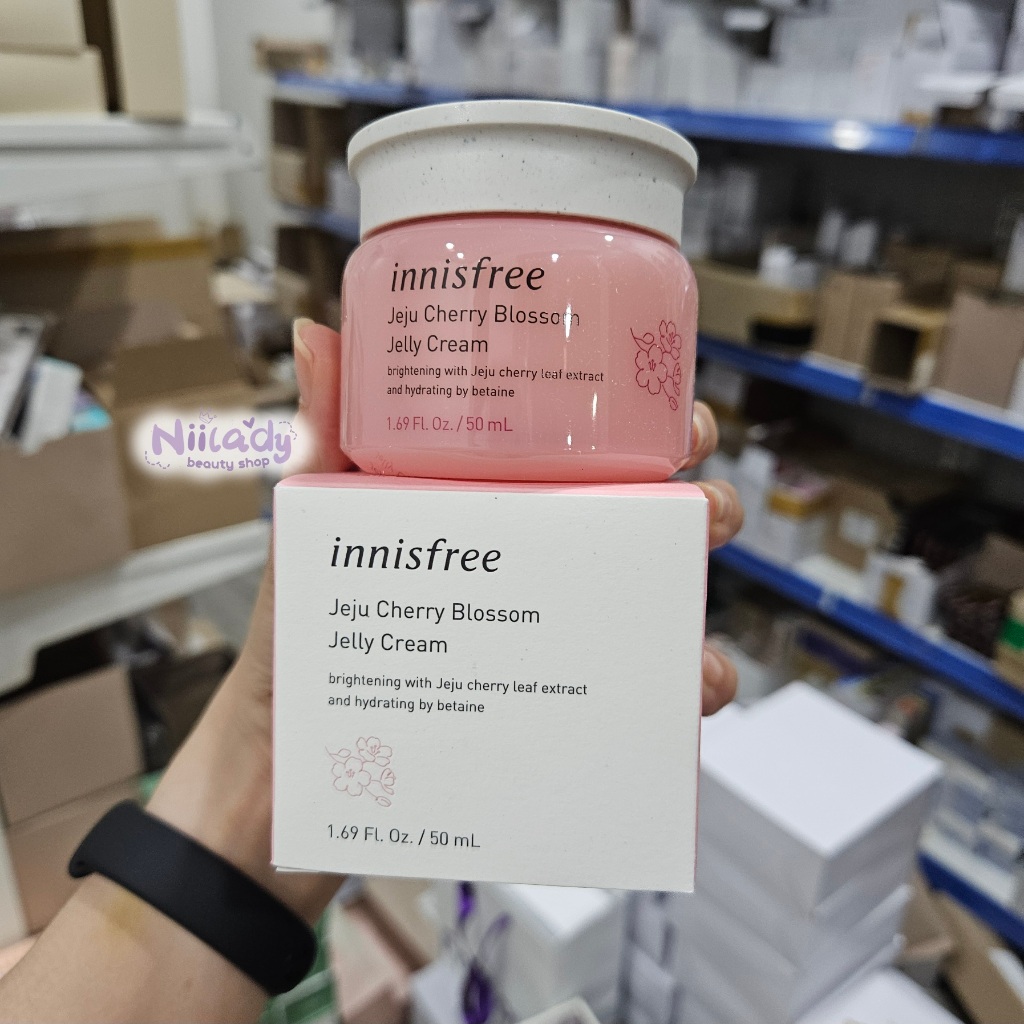 innisfree
Jeju Cherry Blossom
Jelly Cream
brightening with Jeju cherry leaf extract
and hydrating by betaine
1.69 Fl. Oz. / 50 mL
Niilady
beauty shop
innisfree
Jeju Cherry Blossom
Jelly Cream
brightening with Jeju cherry leaf extract
and hydrating by betaine
1.69 Fl. Oz. / 50 mL